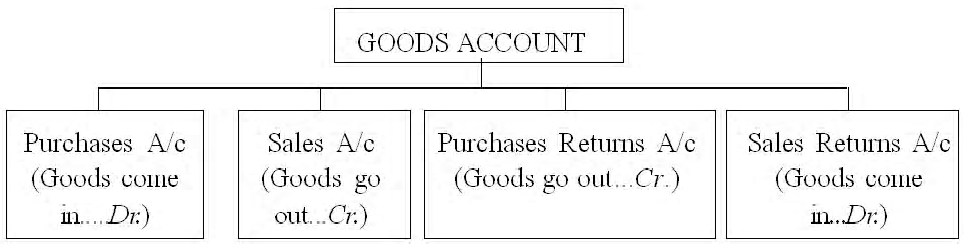 GOODS ACCOUNT
Purchases A/c
(Goods come
in.....Dr.)
Sales A/c
(Goods go
out...Cr.)
Purchases Returns A/c
(Goods go out...Cr.)
Sales Returns A/c
(Goods come
in...Dr.)